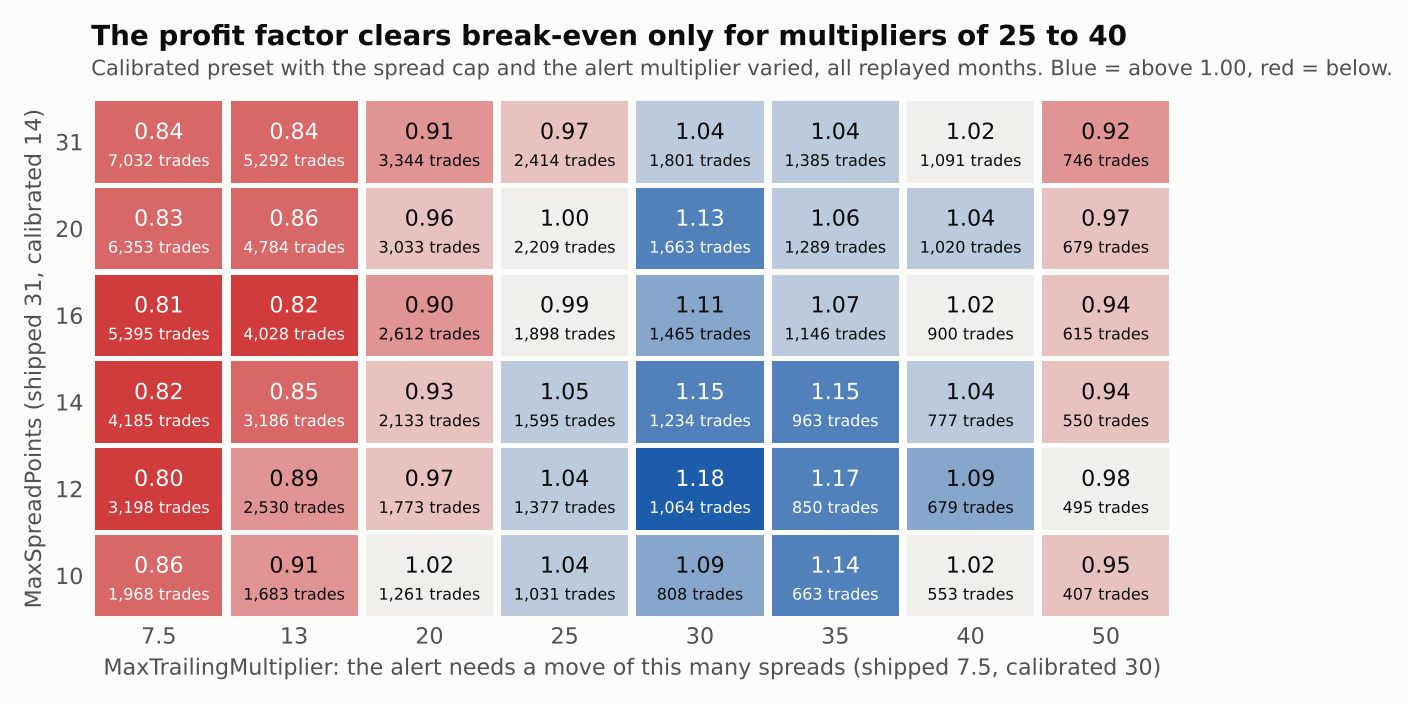 The profit factor clears break-even only for multipliers of 25 to 40
Calibrated preset with the spread cap and the alert multiplier varied, all replayed months. Blue = above 1.00, red = below.
MaxSpreadPoints (shipped 31, calibrated 14)
31 0.84 0.84 0.91 0.97 1.04 1.04 1.02 0.92
7,032 trades 5,292 trades 3,344 trades 2,414 trades 1,801 trades 1,385 trades 1,091 trades 746 trades
20 0.83 0.86 0.96 1.00 1.13 1.06 1.04 0.97
6,353 trades 4,784 trades 3,033 trades 2,209 trades 1,663 trades 1,289 trades 1,020 trades 679 trades
16 0.81 0.82 0.90 0.99 1.11 1.07 1.02 0.94
5,395 trades 4,028 trades 2,612 trades 1,898 trades 1,465 trades 1,146 trades 900 trades 615 trades
14 0.82 0.85 0.93 1.05 1.15 1.15 1.04 0.94
4,185 trades 3,186 trades 2,133 trades 1,595 trades 1,234 trades 963 trades 777 trades 550 trades
12 0.80 0.89 0.97 1.04 1.18 1.17 1.09 0.98
3,198 trades 2,530 trades 1,773 trades 1,377 trades 1,064 trades 850 trades 679 trades 495 trades
10 0.86 0.91 1.02 1.04 1.09 1.14 1.02 0.95
1,968 trades 1,683 trades 1,261 trades 1,031 trades 808 trades 663 trades 553 trades 407 trades
7.5 13 20 25 30 35 40 50
MaxTrailingMultiplier: the alert needs a move of this many spreads (shipped 7.5, calibrated 30)